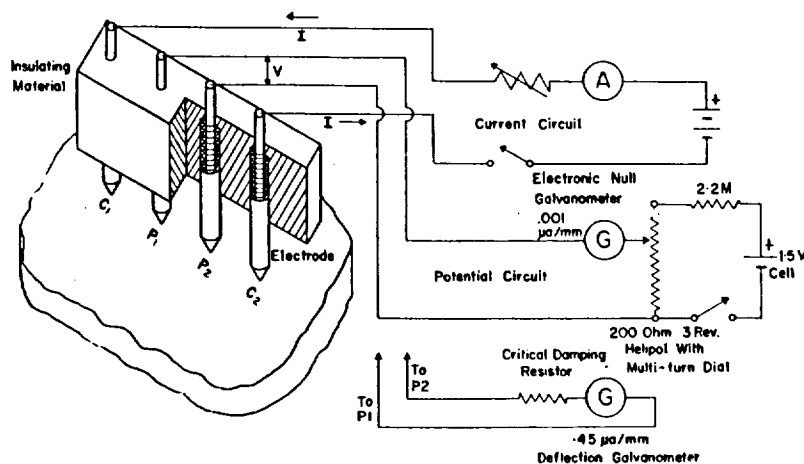 I
Insulating
Material
V
A
+
I
Current Circuit
Electronic Null
Galvanometer
.001
µa/mm
G
2·2M
+
1·5V
Cell
C1
P1
P2
C2
Electrode
Potential Circuit
200 Ohm 3 Rev.
Helipot With
Multi-turn Dial
Critical Damping
Resistor
To
P2
To
P1
G
·45 µa/mm
Deflection Galvanometer